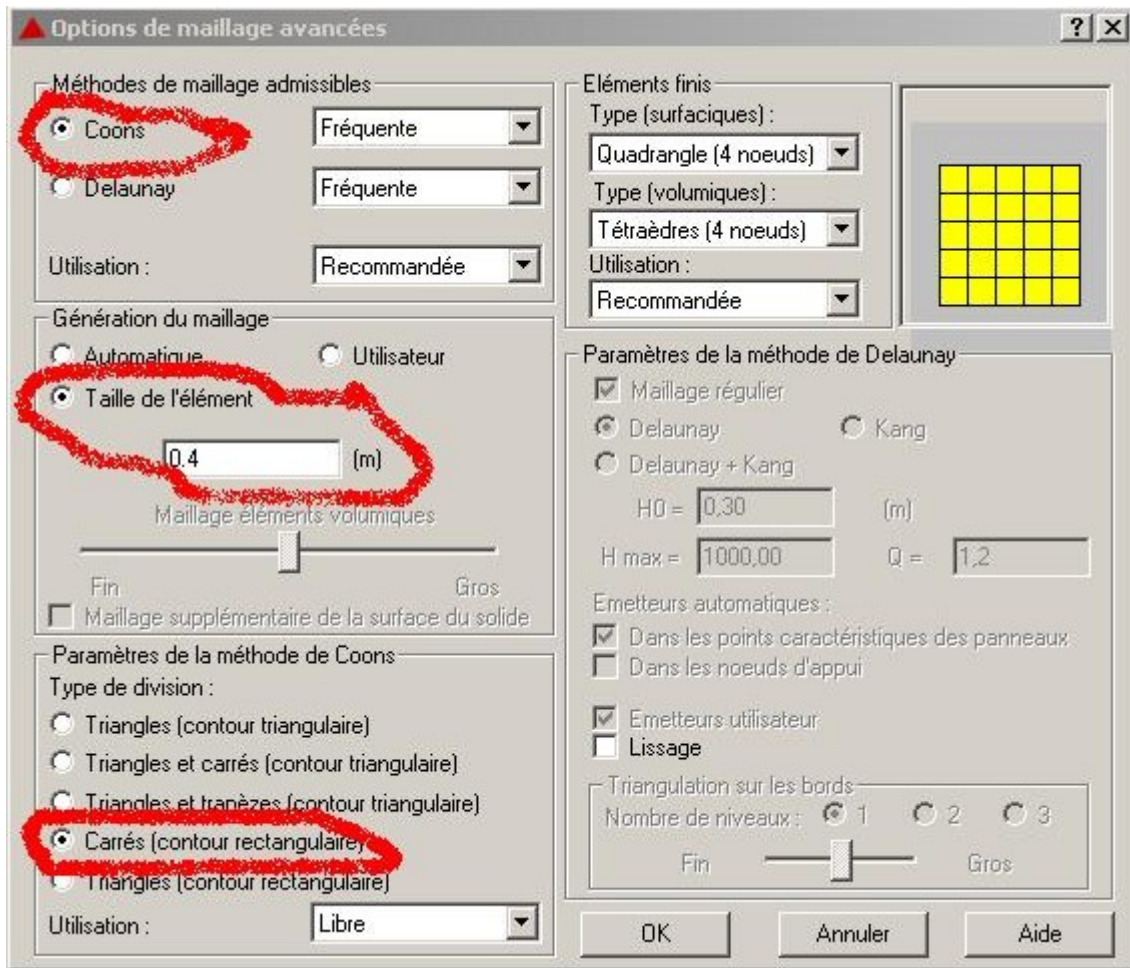 Options de maillage avancées
Méthodes de maillage admissibles
Coons
Fréquente
Delaunay
Fréquente
Utilisation :
Recommandée
Génération du maillage
Automatique
Utilisateur
Taille de l'élément
0.4
(m)
Maillage éléments volumiques
Fin
Gros
Maillage supplémentaire de la surface du solide
Paramètres de la méthode de Coons
Type de division :
Triangles (contour triangulaire)
Triangles et carrés (contour triangulaire)
Triangles et trapèzes (contour triangulaire)
Carrés (contour rectangulaire)
Triangles (contour rectangulaire)
Utilisation :
Libre
Eléments finis
Type (surfaciques) :
Quadrangle (4 noeuds)
Type (volumiques) :
Tétraèdres (4 noeuds)
Utilisation :
Recommandée
Paramètres de la méthode de Delaunay
Maillage régulier
Delaunay
Kang
Delaunay + Kang
H0 = 0,30 (m)
H max = 1000,00
Q = 1,2
Emetteurs automatiques :
Dans les points caractéristiques des panneaux
Dans les noeuds d'appui
Emetteurs utilisateur
Lissage
Triangulation sur les bords
Nombre de niveaux : 1 2 3
Fin
Gros
OK
Annuler
Aide